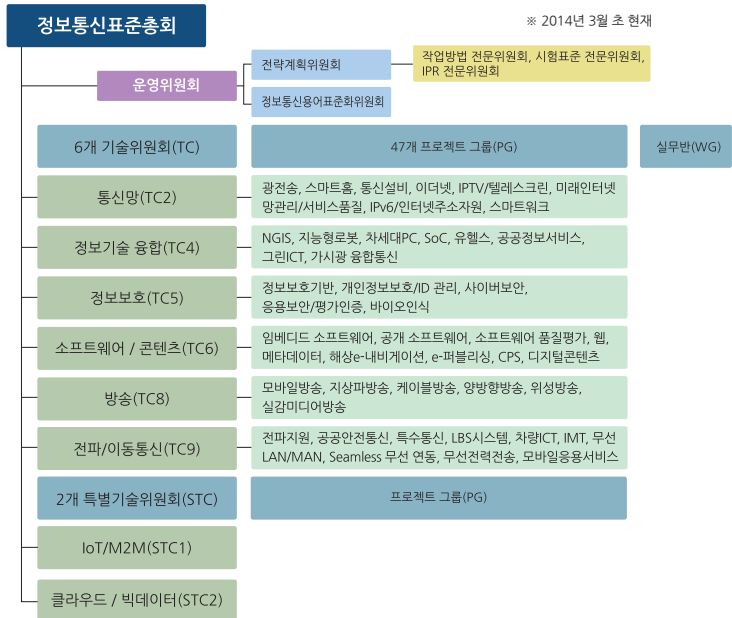 정보통신표준총회
※ 2014년 3월 초 현재
운영위원회
전략계획위원회
작업방법 전문위원회, 시험표준 전문위원회,
IPR 전문위원회
정보통신용어표준화위원회
6개 기술위원회(TC)
47개 프로젝트 그룹(PG)
실무반(WG)
통신망(TC2)
광전송, 스마트홈, 통신설비, 이더넷, IPTV/텔레스크린, 미래인터넷
망관리/서비스품질, IPv6/인터넷주소자원, 스마트워크
정보기술 융합(TC4)
NGIS, 지능형로봇, 차세대PC, SoC, 유헬스, 공공정보서비스,
그린ICT, 가시광 융합통신
정보보호(TC5)
정보보호기반, 개인정보보호/ID 관리, 사이버보안,
응용보안/평가인증, 바이오인식
소프트웨어 / 콘텐츠(TC6)
임베디드 소프트웨어, 공개 소프트웨어, 소프트웨어 품질평가, 웹,
메타데이터, 해상e-내비게이션, e-퍼블리싱, CPS, 디지털콘텐츠
방송(TC8)
모바일방송, 지상파방송, 케이블방송, 양방향방송, 위성방송,
실감미디어방송
전파/이동통신(TC9)
전파지원, 공공안전통신, 특수통신, LBS시스템, 차량ICT, IMT, 무선
LAN/MAN, Seamless 무선 연동, 무선전력전송, 모바일응용서비스
2개 특별기술위원회(STC)
프로젝트 그룹(PG)
IoT/M2M(STC1)
클라우드 / 빅데이터(STC2)